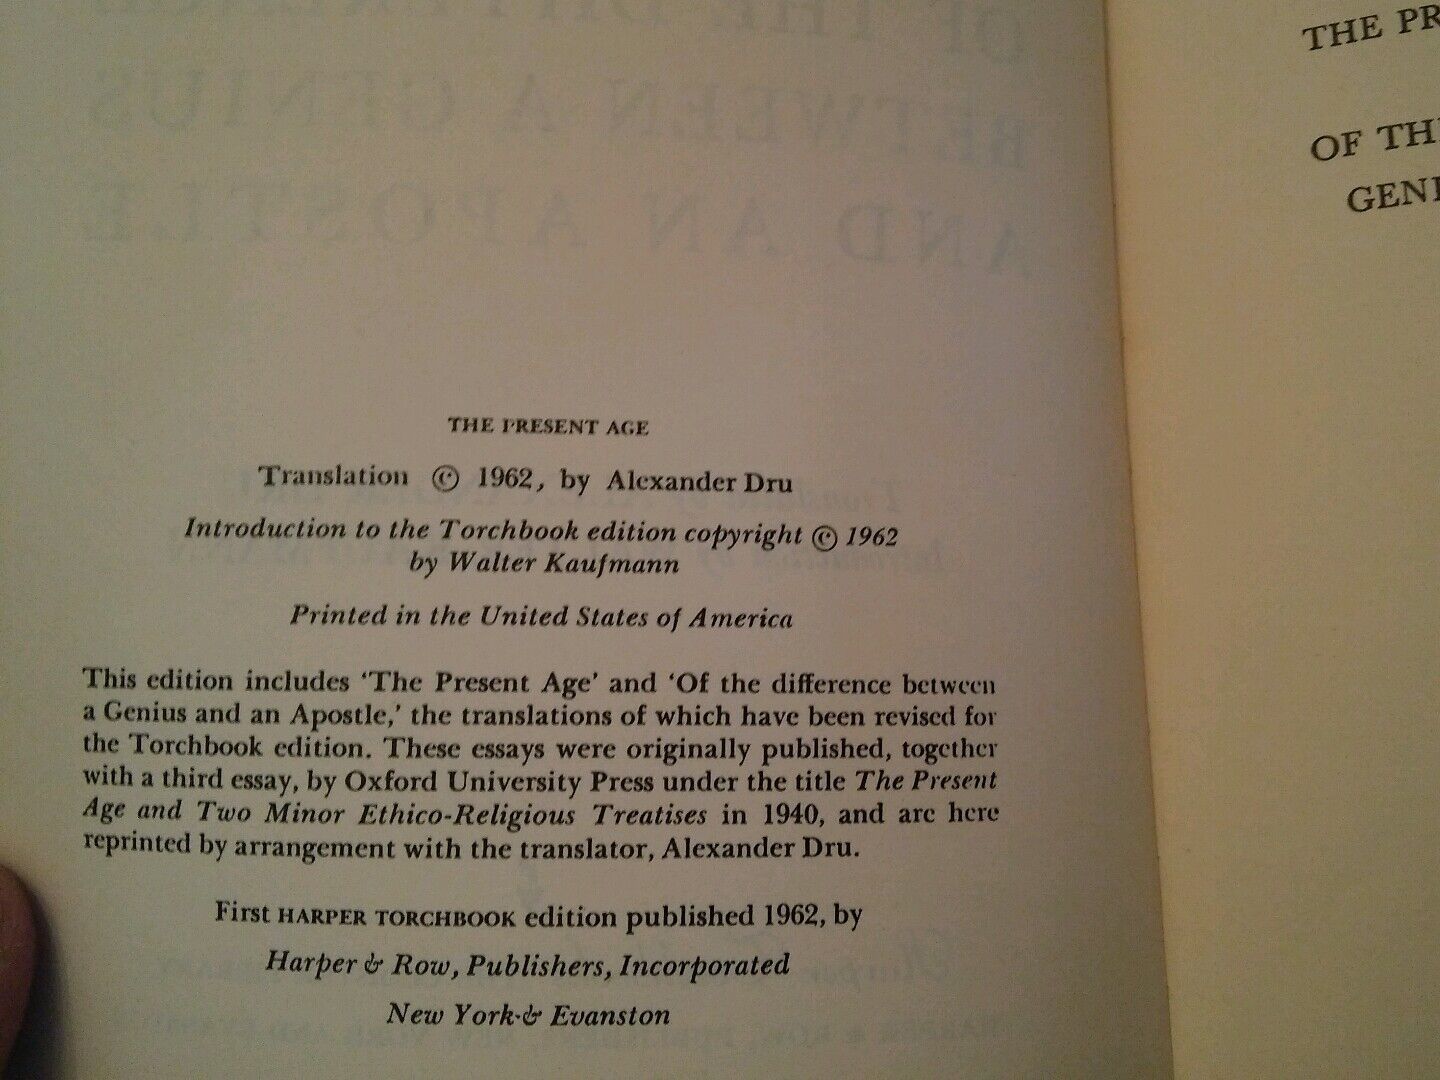 THE PRESENT AGE
Translation © 1962, by Alexander Dru
Introduction to the Torchbook edition copyright © 1962
by Walter Kaufmann
Printed in the United States of America
This edition includes ‘The Present Age’ and ‘Of the difference between
a Genius and an Apostle,’ the translations of which have been revised for
the Torchbook edition. These essays were originally published, together
with a third essay, by Oxford University Press under the title The Present
Age and Two Minor Ethico-Religious Treatises in 1940, and are here
reprinted by arrangement with the translator, Alexander Dru.
First HARPER TORCHBOOK edition published 1962, by
Harper & Row, Publishers, Incorporated
New York & Evanston
THE
OF